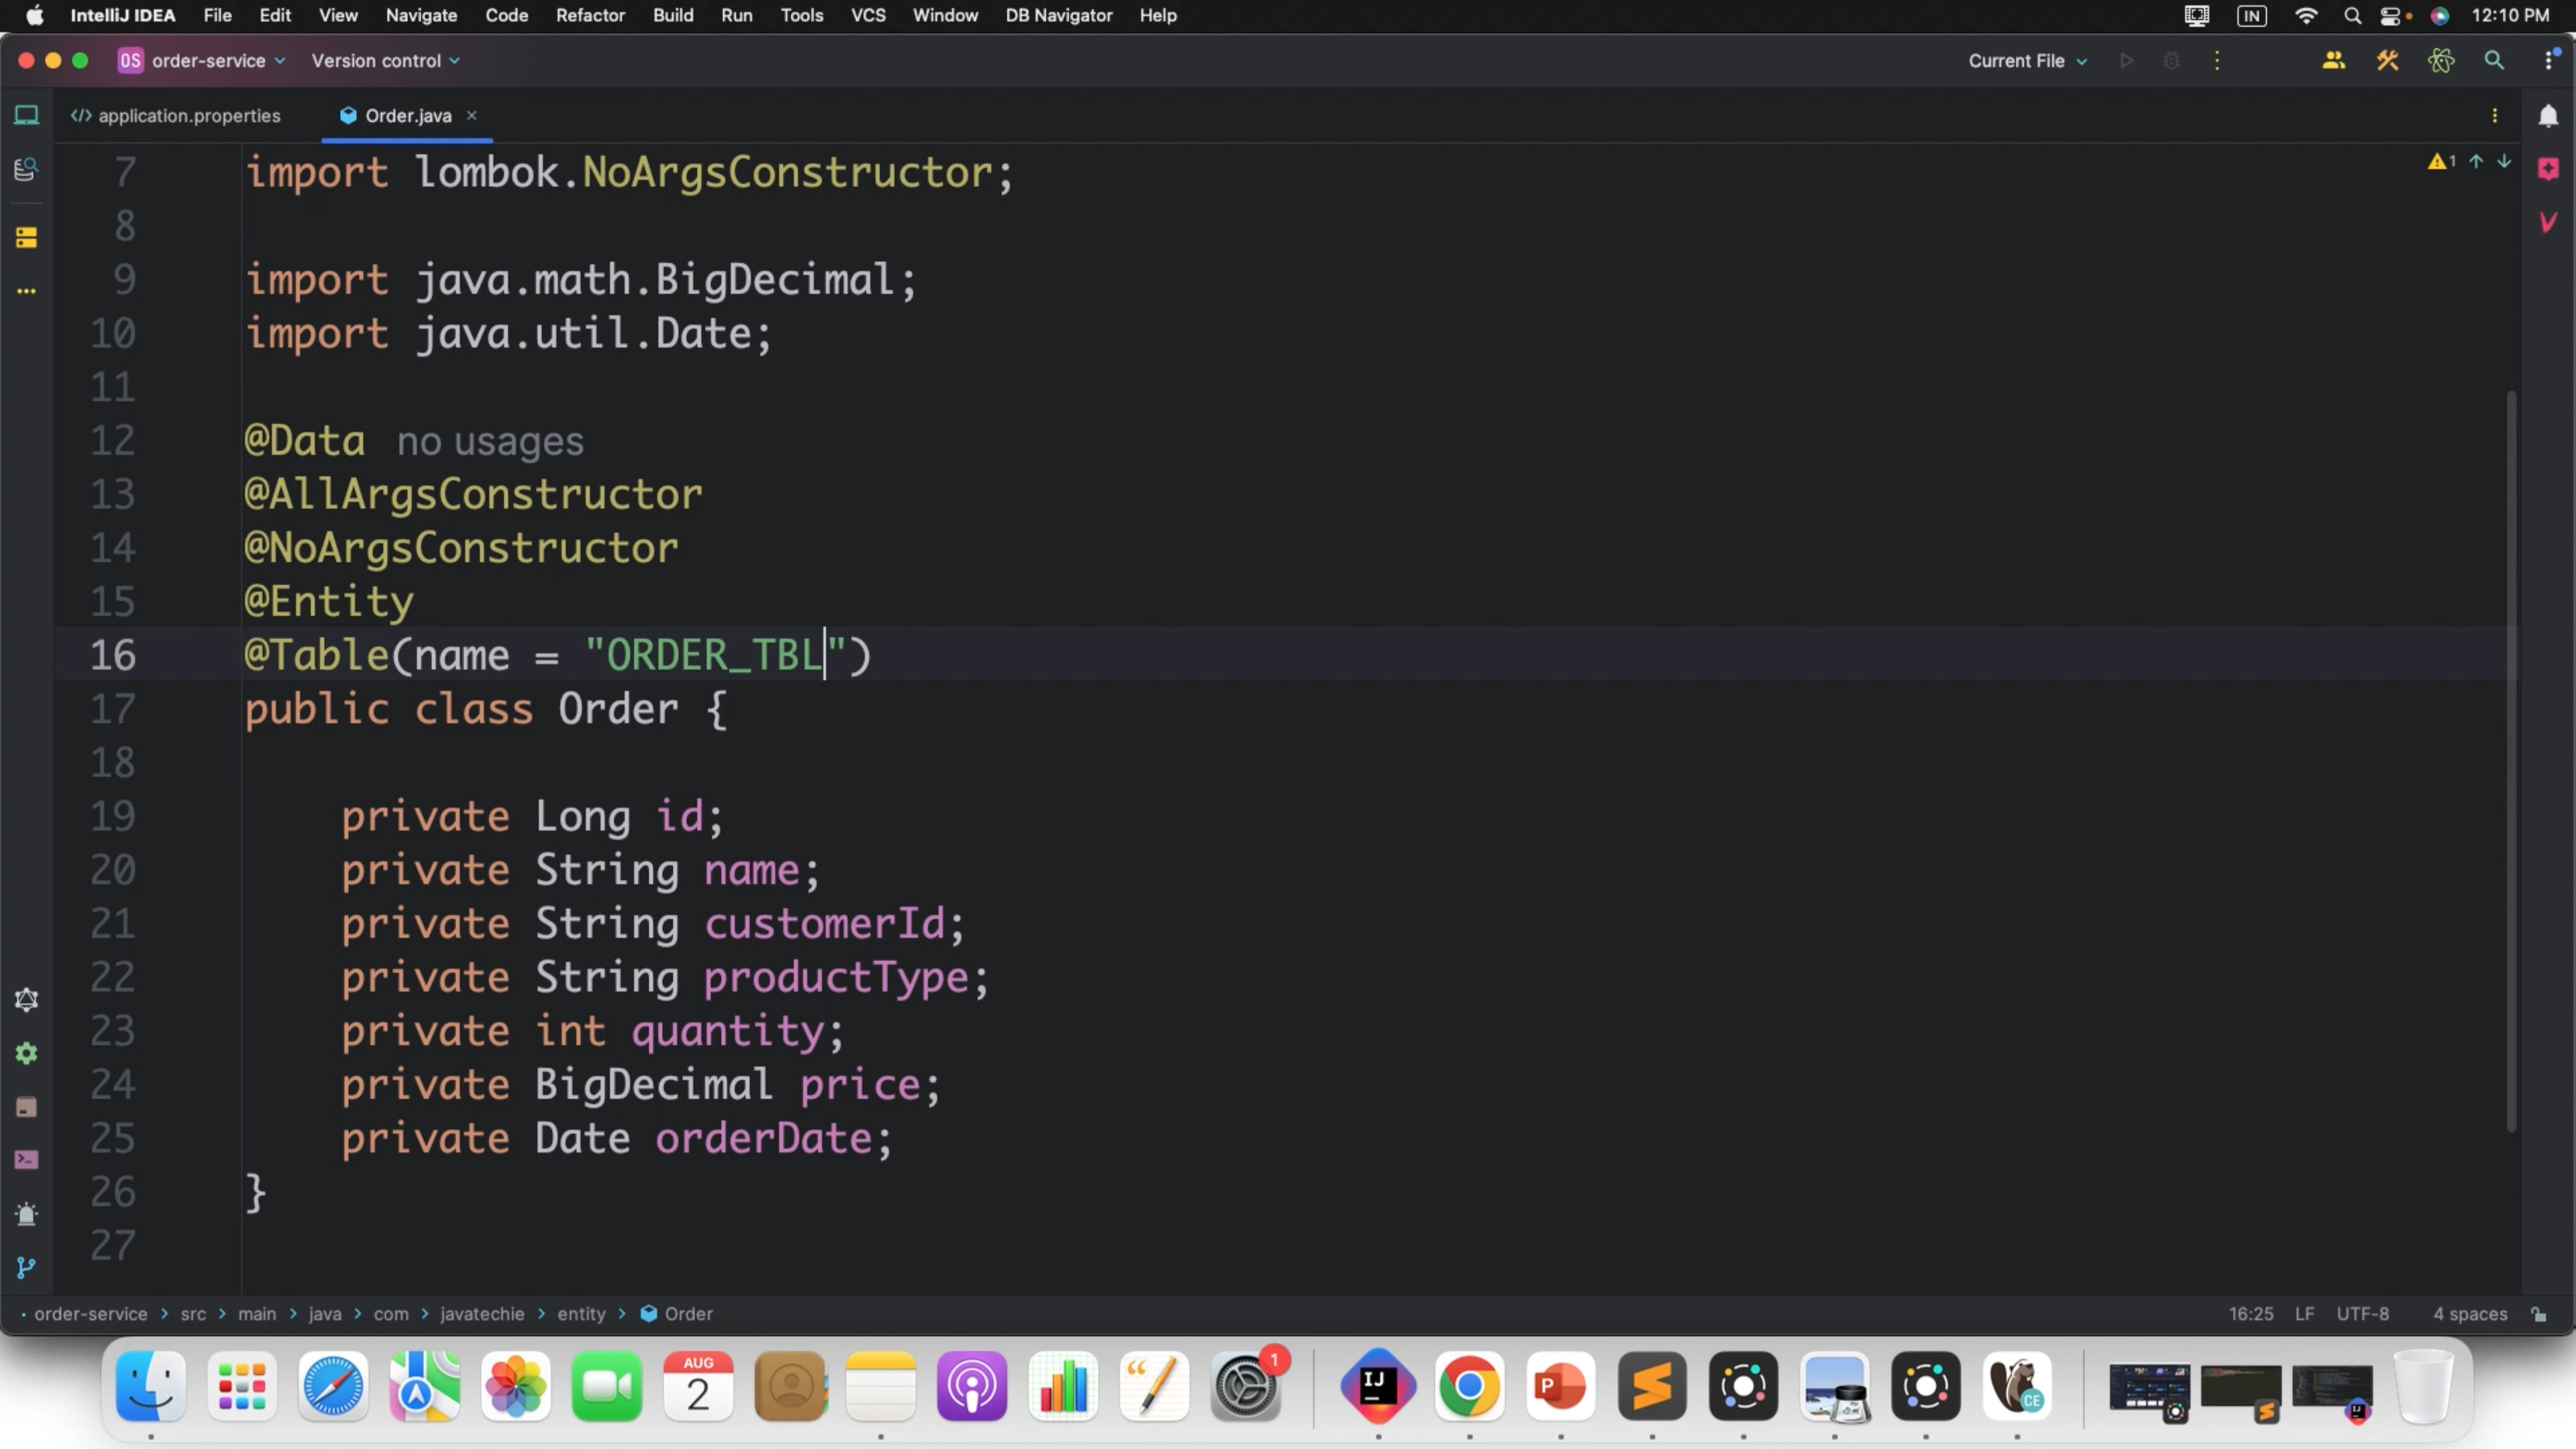 IntelliJ IDEA File Edit View Navigate Code Refactor Build Run Tools VCS Window DB Navigator Help IN 12:10 PM
OS order-service Version control Current File
application.properties Order.java
1
7 import lombok.NoArgsConstructor;
8
9 import java.math.BigDecimal;
10 import java.util.Date;
11
12 @Data no usages
13 @AllArgsConstructor
14 @NoArgsConstructor
15 @Entity
16 @Table(name = "ORDER_TBL")
17 public class Order {
18
19 private Long id;
20 private String name;
21 private String customerId;
22 private String productType;
23 private int quantity;
24 private BigDecimal price;
25 private Date orderDate;
26 }
27
order-service > src > main > java > com > javatechie > entity > Order 16:25 LF UTF-8 4 spaces
AUG
2
1
IJ
P
CE